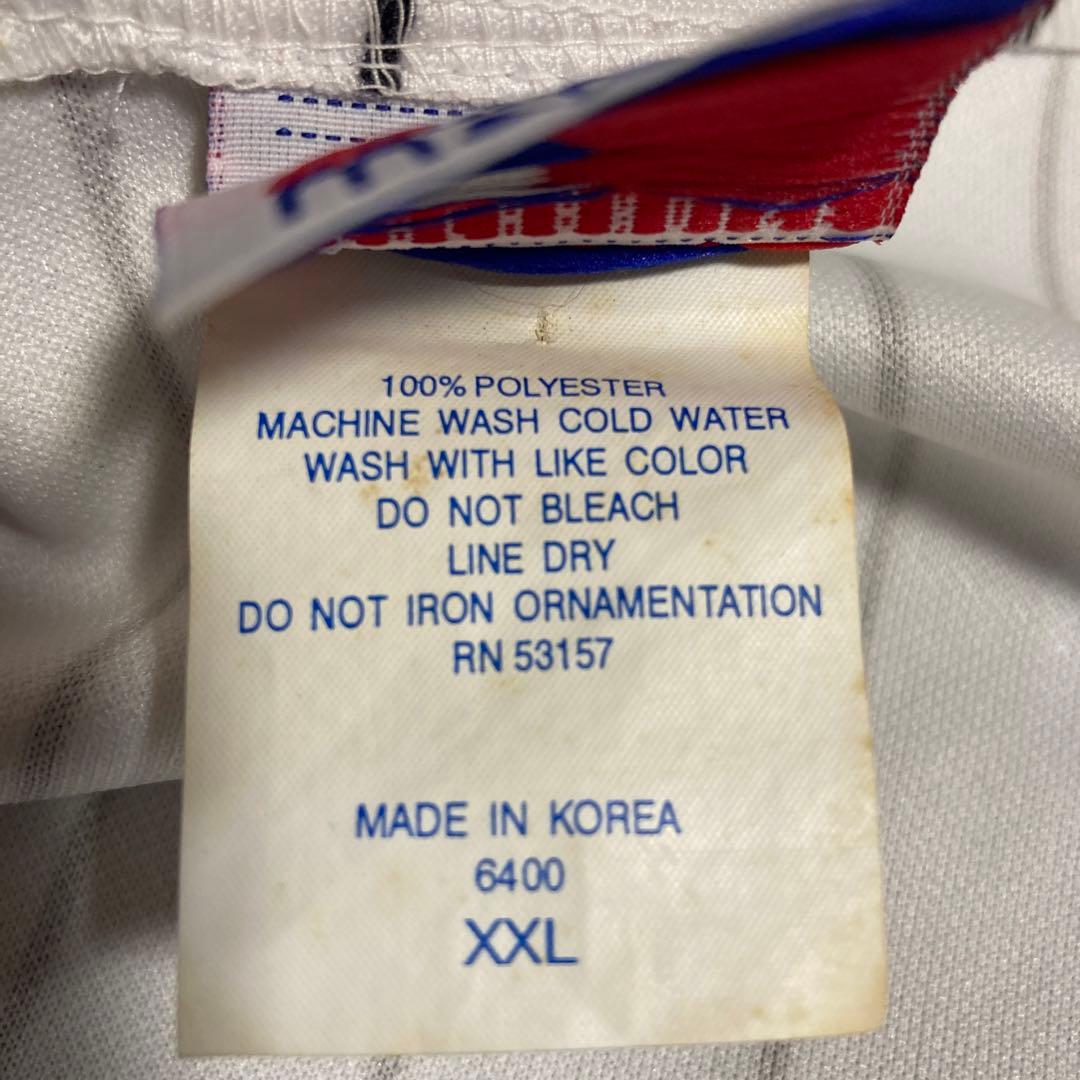 100% POLYESTER
MACHINE WASH COLD WATER
WASH WITH LIKE COLOR
DO NOT BLEACH
LINE DRY
DO NOT IRON ORNAMENTATION
RN 53157
MADE IN KOREA
6400
XXL